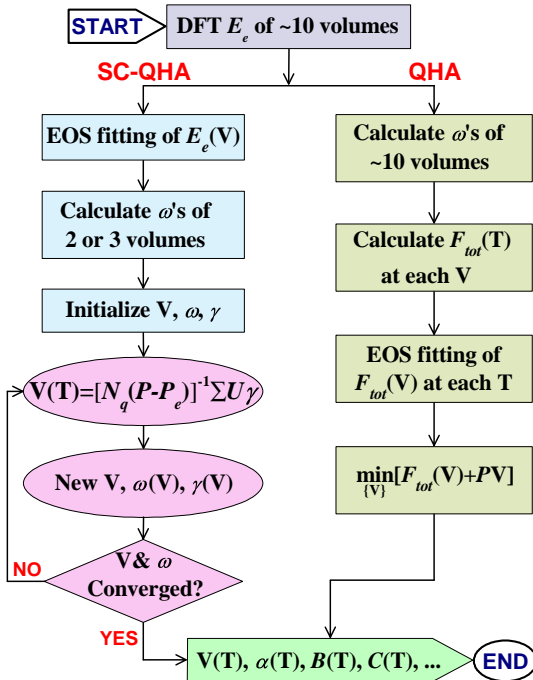 START
DFT E_e of ~10 volumes
SC-QHA
QHA
EOS fitting of E_e(V)
Calculate ω's of
2 or 3 volumes
Initialize V, ω, γ
V(T)=[N_q(P-P_e)]^-1ΣUγ
New V, ω(V), γ(V)
V& ω
Converged?
NO
YES
Calculate ω's of
~10 volumes
Calculate F_tot(T)
at each V
EOS fitting of
F_tot(V) at each T
min[F_tot(V)+PV]
{V}
V(T), α(T), B(T), C(T), ...
END